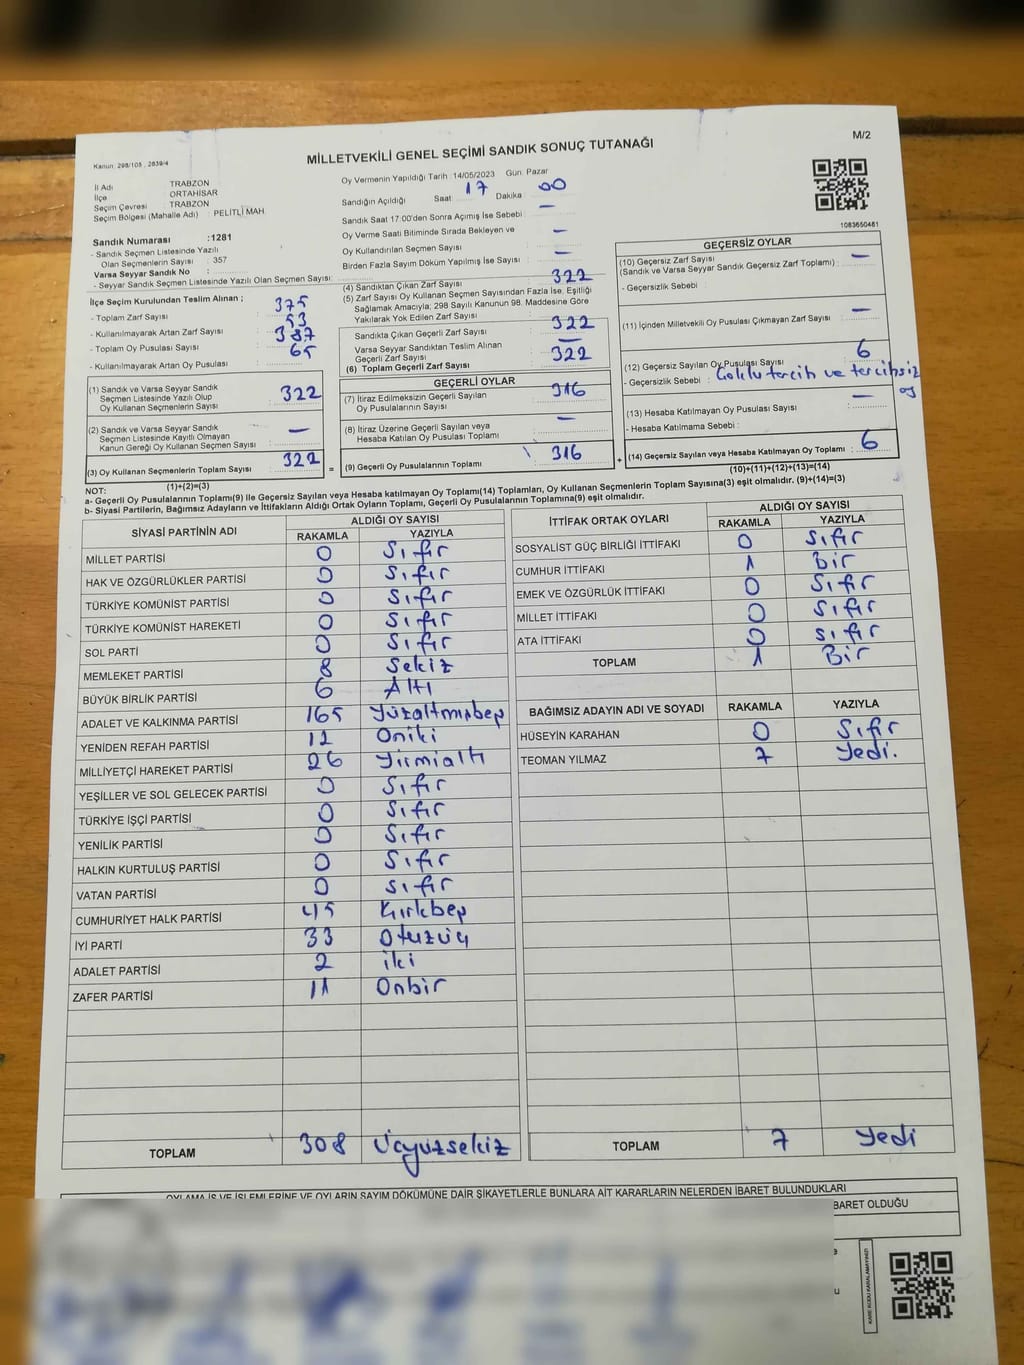 Kanun. 298/105 , 2839/4
MİLLETVEKİLİ GENEL SEÇİMİ SANDIK SONUÇ TUTANAĞI
M/2
İl Adı TRABZON
İlçe ORTAHİSAR
Seçim Çevresi TRABZON
Seçim Bölgesi (Mahalle Adı) : PELİTLİ MAH
Sandık Numarası :1281
- Sandık Seçmen Listesinde Yazılı
Olan Seçmenlerin Sayısı : 357
Varsa Seyyar Sandık No :
- Seyyar Sandık Seçmen Listesinde Yazılı Olan Seçmen Sayısı:
Oy Vermenin Yapıldığı Tarih : 14/05/2023 Gün: Pazar
Sandığın Açıldığı Saat: 17 Dakika 00
Sandık Saat 17:00'den Sonra Açmış İse Sebebi : —
Oy Verme Saati Bitiminde Sırada Bekleyen ve
Oy Kullandırılan Seçmen Sayısı : —
Birden Fazla Sayım Döküm Yapılmış İse Sayısı : —
1083650461
İlçe Seçim Kurulundan Teslim Alınan ;
- Toplam Zarf Sayısı : 375
- Kullanılmayarak Artan Zarf Sayısı : 53
- Toplam Oy Pusulası Sayısı : 387
- Kullanılmayarak Artan Oy Pusulası : 65
(4) Sandıktan Çıkan Zarf Sayısı : 322
(5) Zarf Sayısı Oy Kullanan Seçmen Sayısından Fazla İse, Eşitliği
Sağlamak Amacıyla; 298 Sayılı Kanunun 98. Maddesine Göre
Yakılarak Yok Edilen Zarf Sayısı :
Sandıkta Çıkan Geçerli Zarf Sayısı : 322
Varsa Seyyar Sandıktan Teslim Alınan
Geçerli Zarf Sayısı : —
(6) Toplam Geçerli Zarf Sayısı : 322
GEÇERSİZ OYLAR
(10) Geçersiz Zarf Sayısı : —
(Sandık ve Varsa Seyyar Sandık Geçersiz Zarf Toplamı) :
- Geçersizlik Sebebi :
(11) İçinden Milletvekili Oy Pusulası Çıkmayan Zarf Sayısı : —
(12) Geçersiz Sayılan Oy Pusulası Sayısı : 6
- Geçersizlik Sebebi : Çoklu tercih ve tercihsiz
oy
(13) Hesaba Katılmayan Oy Pusulası Sayısı : —
- Hesaba Katılmama Sebebi :
(14) Geçersiz Sayılan veya Hesaba Katılmayan Oy Toplamı : 6
(10)+(11)+(12)+(13)=(14)
(1) Sandık ve Varsa Seyyar Sandık
Seçmen Listesinde Yazılı Olup
Oy Kullanan Seçmenlerin Sayısı : 322
(2) Sandık ve Varsa Seyyar Sandık
Seçmen Listesinde Kayıtlı Olmayan
Kanun Gereği Oy Kullanan Seçmen Sayısı : —
(3) Oy Kullanan Seçmenlerin Toplam Sayısı : 322
(1)+(2)=(3)
=
GEÇERLİ OYLAR
(7) İtiraz Edilmeksizin Geçerli Sayılan
Oy Pusulalarının Sayısı : 316
(8) İtiraz Üzerine Geçerli Sayılan veya
Hesaba Katılan Oy Pusulası Toplamı : —
(9) Geçerli Oy Pusulalarının Toplamı : 316
+
NOT:
a- Geçerli Oy Pusulalarının Toplamı(9) ile Geçersiz Sayılan veya Hesaba katılmayan Oy Toplamı(14) Toplamları, Oy Kullanan Seçmenlerin Toplam Sayısına(3) eşit olmalıdır. (9)+(14)=(3)
b- Siyasi Partilerin, Bağımsız Adayların ve İttifakların Aldığı Ortak Oyların Toplamı, Geçerli Oy Pusulalarının Toplamına(9) eşit olmalıdır.
SİYASİ PARTİNİN ADI ALDIĞI OY SAYISI
RAKAMLA YAZIYLA
MİLLET PARTİSİ 0 Sıfır
HAK VE ÖZGÜRLÜKLER PARTİSİ 0 Sıfır
TÜRKİYE KOMÜNİST PARTİSİ 0 Sıfır
TÜRKİYE KOMÜNİST HAREKETİ 0 Sıfır
SOL PARTİ 0 Sıfır
MEMLEKET PARTİSİ 8 Sekiz
BÜYÜK BİRLİK PARTİSİ 6 Altı
ADALET VE KALKINMA PARTİSİ 165 Yüzaltmışbeş
YENİDEN REFAH PARTİSİ 12 Oniki
MİLLİYETÇİ HAREKET PARTİSİ 26 Yirmialtı
YEŞİLLER VE SOL GELECEK PARTİSİ 0 Sıfır
TÜRKİYE İŞÇİ PARTİSİ 0 Sıfır
YENİLİK PARTİSİ 0 Sıfır
HALKIN KURTULUŞ PARTİSİ 0 Sıfır
VATAN PARTİSİ 0 Sıfır
CUMHURİYET HALK PARTİSİ 45 Kırkbeş
İYİ PARTİ 33 Otuzüç
ADALET PARTİSİ 2 iki
ZAFER PARTİSİ 11 Onbir
TOPLAM 308 Üçyüzsekiz
İTTİFAK ORTAK OYLARI ALDIĞI OY SAYISI
RAKAMLA YAZIYLA
SOSYALİST GÜÇ BİRLİĞİ İTTİFAKI 0 Sıfır
CUMHUR İTTİFAKI 1 Bir
EMEK VE ÖZGÜRLÜK İTTİFAKI 0 Sıfır
MİLLET İTTİFAKI 0 Sıfır
ATA İTTİFAKI 0 Sıfır
TOPLAM 1 Bir
BAĞIMSIZ ADAYIN ADI VE SOYADI RAKAMLA YAZIYLA
HÜSEYİN KARAHAN 0 Sıfır
TEOMAN YILMAZ 7 Yedi.
TOPLAM 7 Yedi
OYLAMA İŞ VE İŞLEMLERİNE VE OYLARIN SAYIM DÖKÜMÜNE DAİR ŞİKAYETLERLE BUNLARA AİT KARARLARIN NELERDEN İBARET BULUNDUKLARI
BARET OLDUĞU
KARE KODU KARALAMAYINIZ!